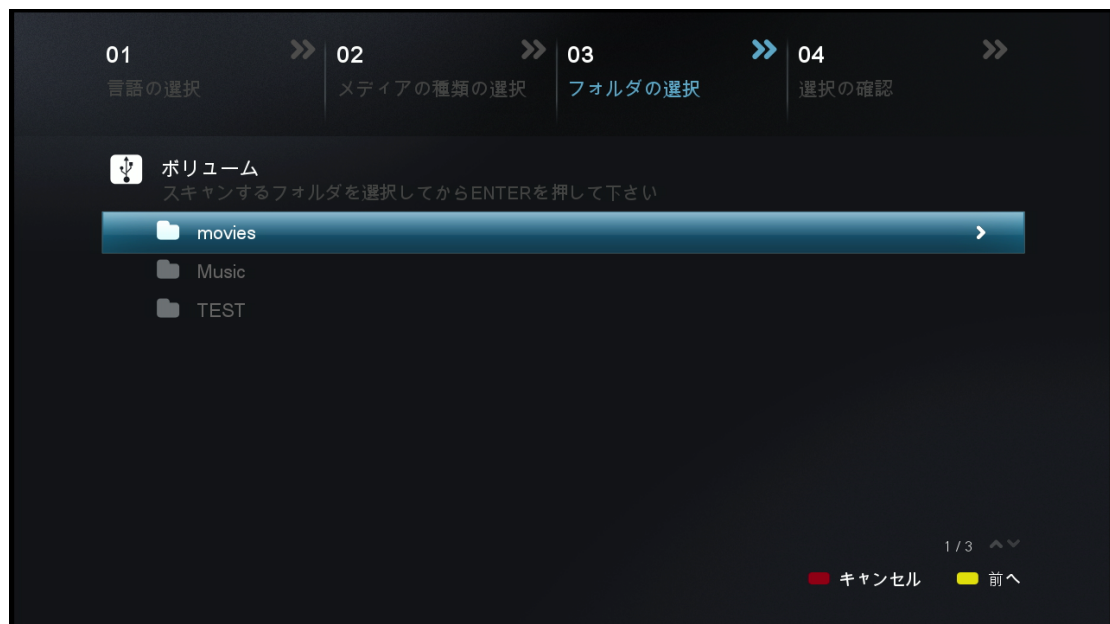 01
言語の選択
02
メディアの種類の選択
03
フォルダの選択
04
選択の確認
ボリューム
スキャンするフォルダを選択してからENTERを押して下さい
movies
Music
TEST
1/3
キャンセル
前へ